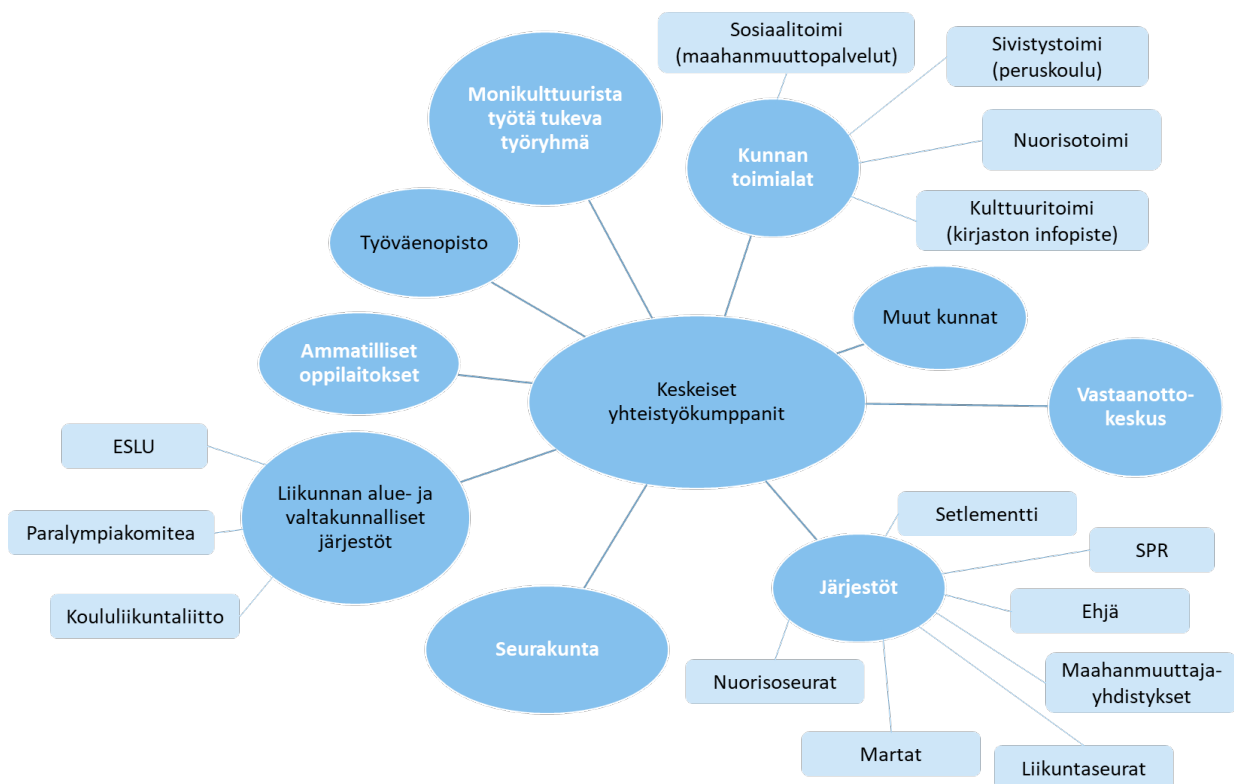 Sosiaalitoimi
(maahanmuuttopalvelut)
Sivistystoimi
(peruskoulu)
Monikulttuurista
työtä tukeva
työryhmä
Kunnan
toimialat
Nuorisotoimi
Kulttuuritoimi
(kirjaston infopiste)
Työväenopisto
Muut kunnat
Ammatilliset
oppilaitokset
Keskeiset
yhteistyökumppanit
Vastaanotto-
keskus
ESLU
Liikunnan alue- ja
valtakunnalliset
järjestöt
Paralympiakomitea
Koululiikuntaliitto
Setlementti
SPR
Järjestöt
Ehjä
Seurakunta
Maahanmuuttaja-
yhdistykset
Nuorisoseurat
Martat
Liikuntaseurat